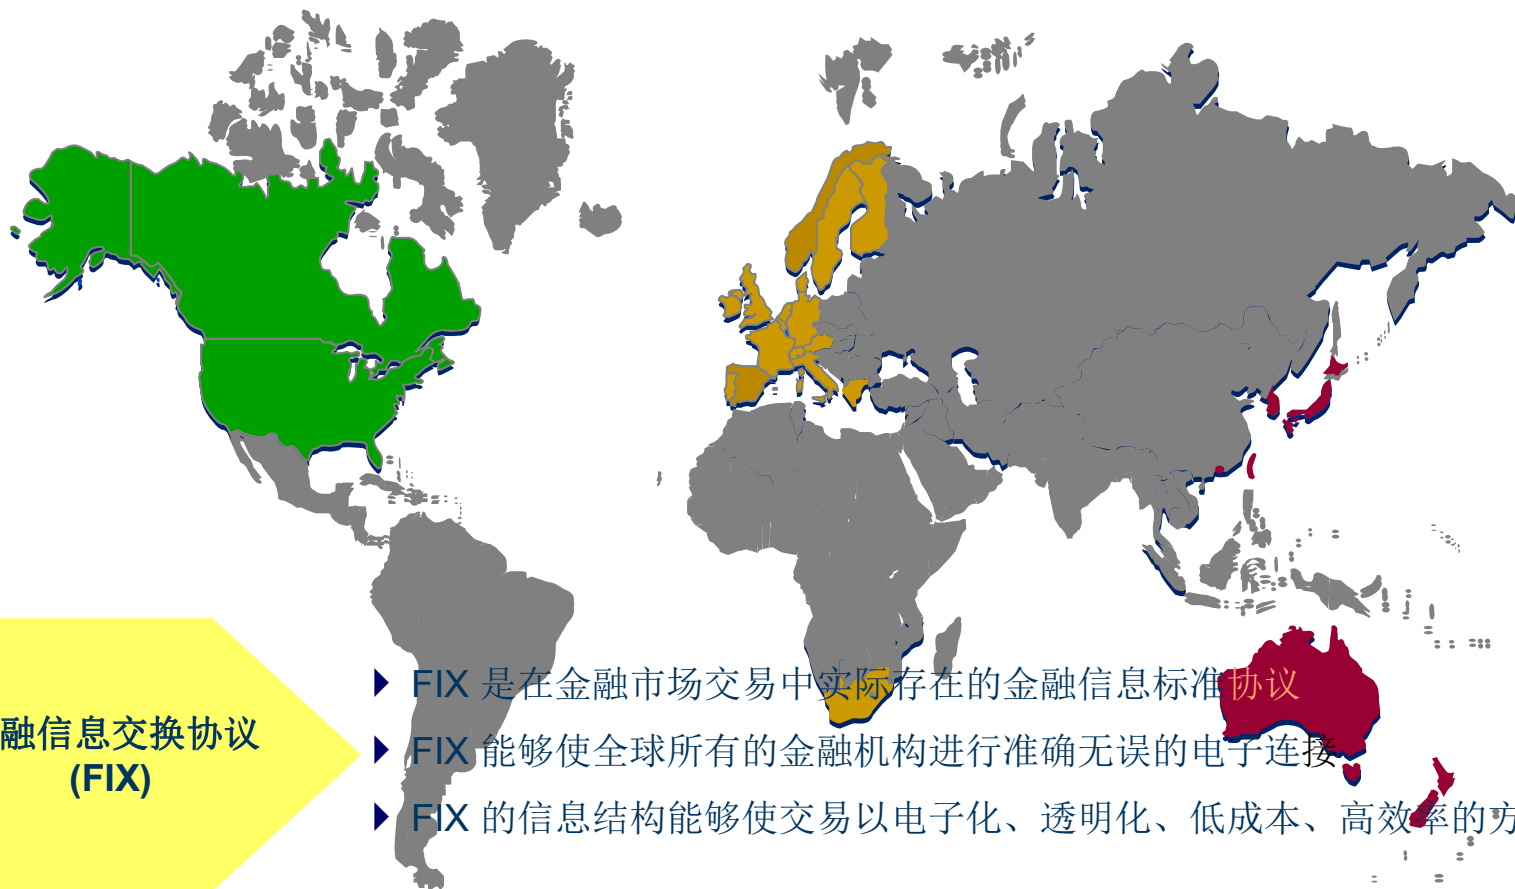 融信息交换协议
(FIX)
FIX 是在金融市场交易中实际存在的金融信息标准协议
FIX 能够使全球所有的金融机构进行准确无误的电子连接
FIX 的信息结构能够使交易以电子化、透明化、低成本、高效率的方